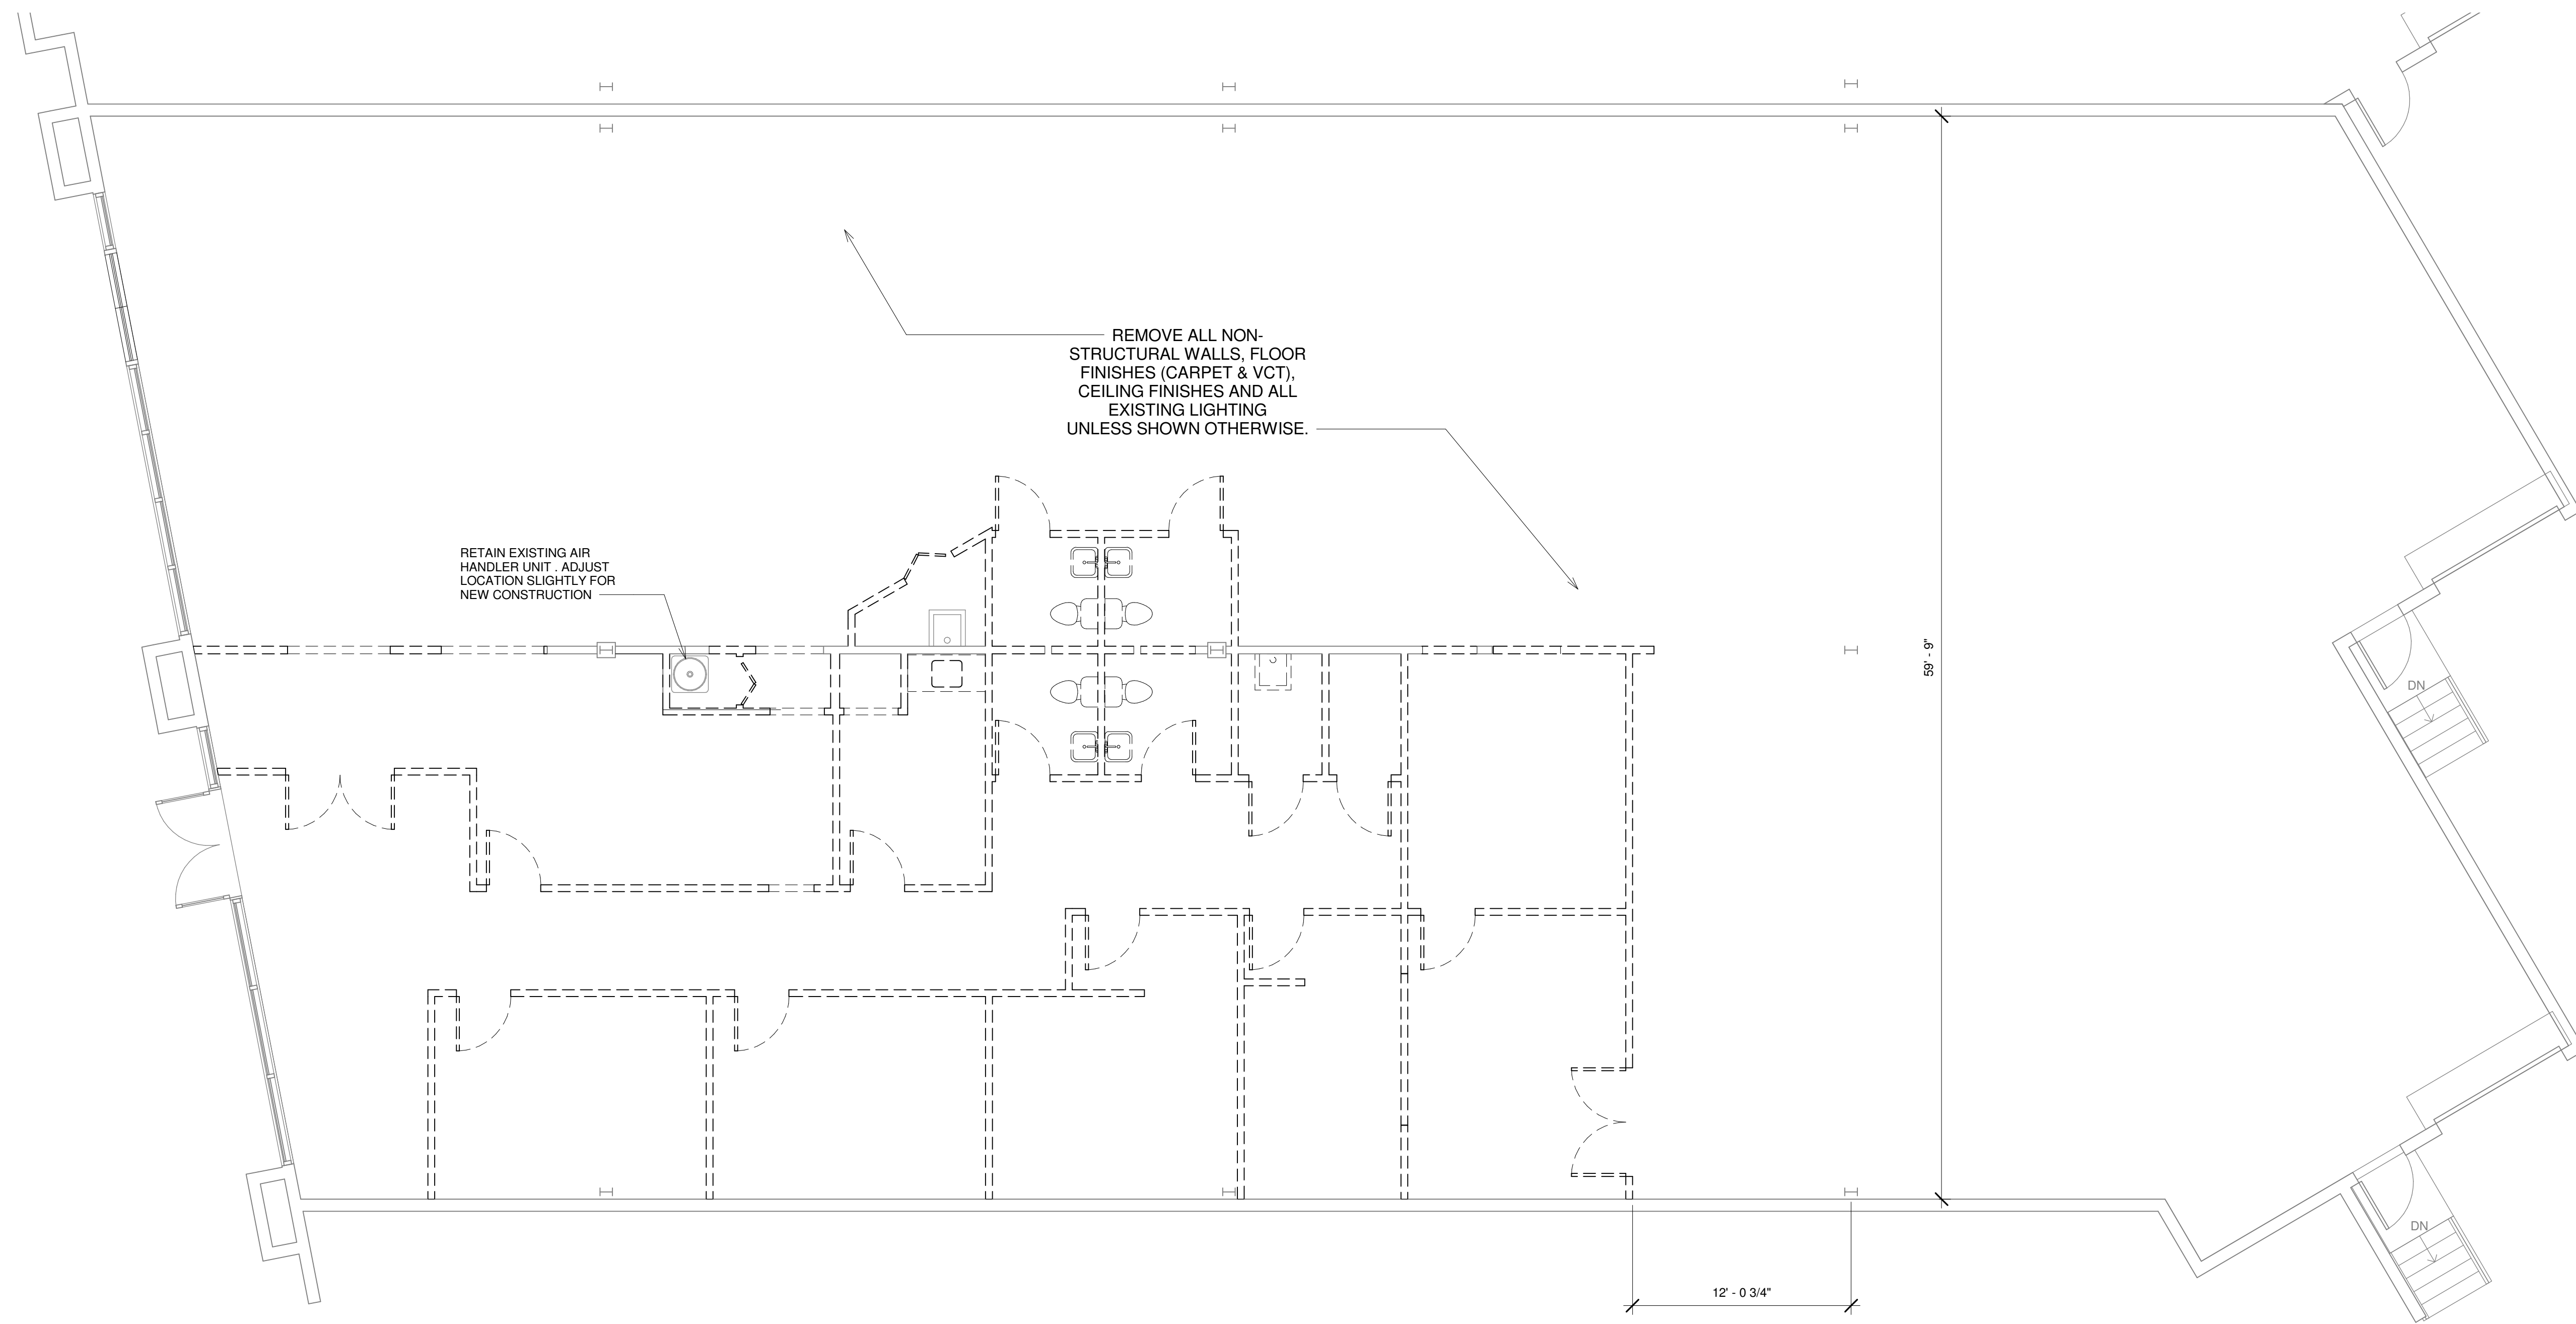 REMOVE ALL NON-
STRUCTURAL WALLS, FLOOR
FINISHES (CARPET & VCT),
CEILING FINISHES AND ALL
EXISTING LIGHTING
UNLESS SHOWN OTHERWISE.
RETAIN EXISTING AIR
HANDLER UNIT . ADJUST
LOCATION SLIGHTLY FOR
NEW CONSTRUCTION
59' - 9"
DN
DN
12' - 0 3/4"